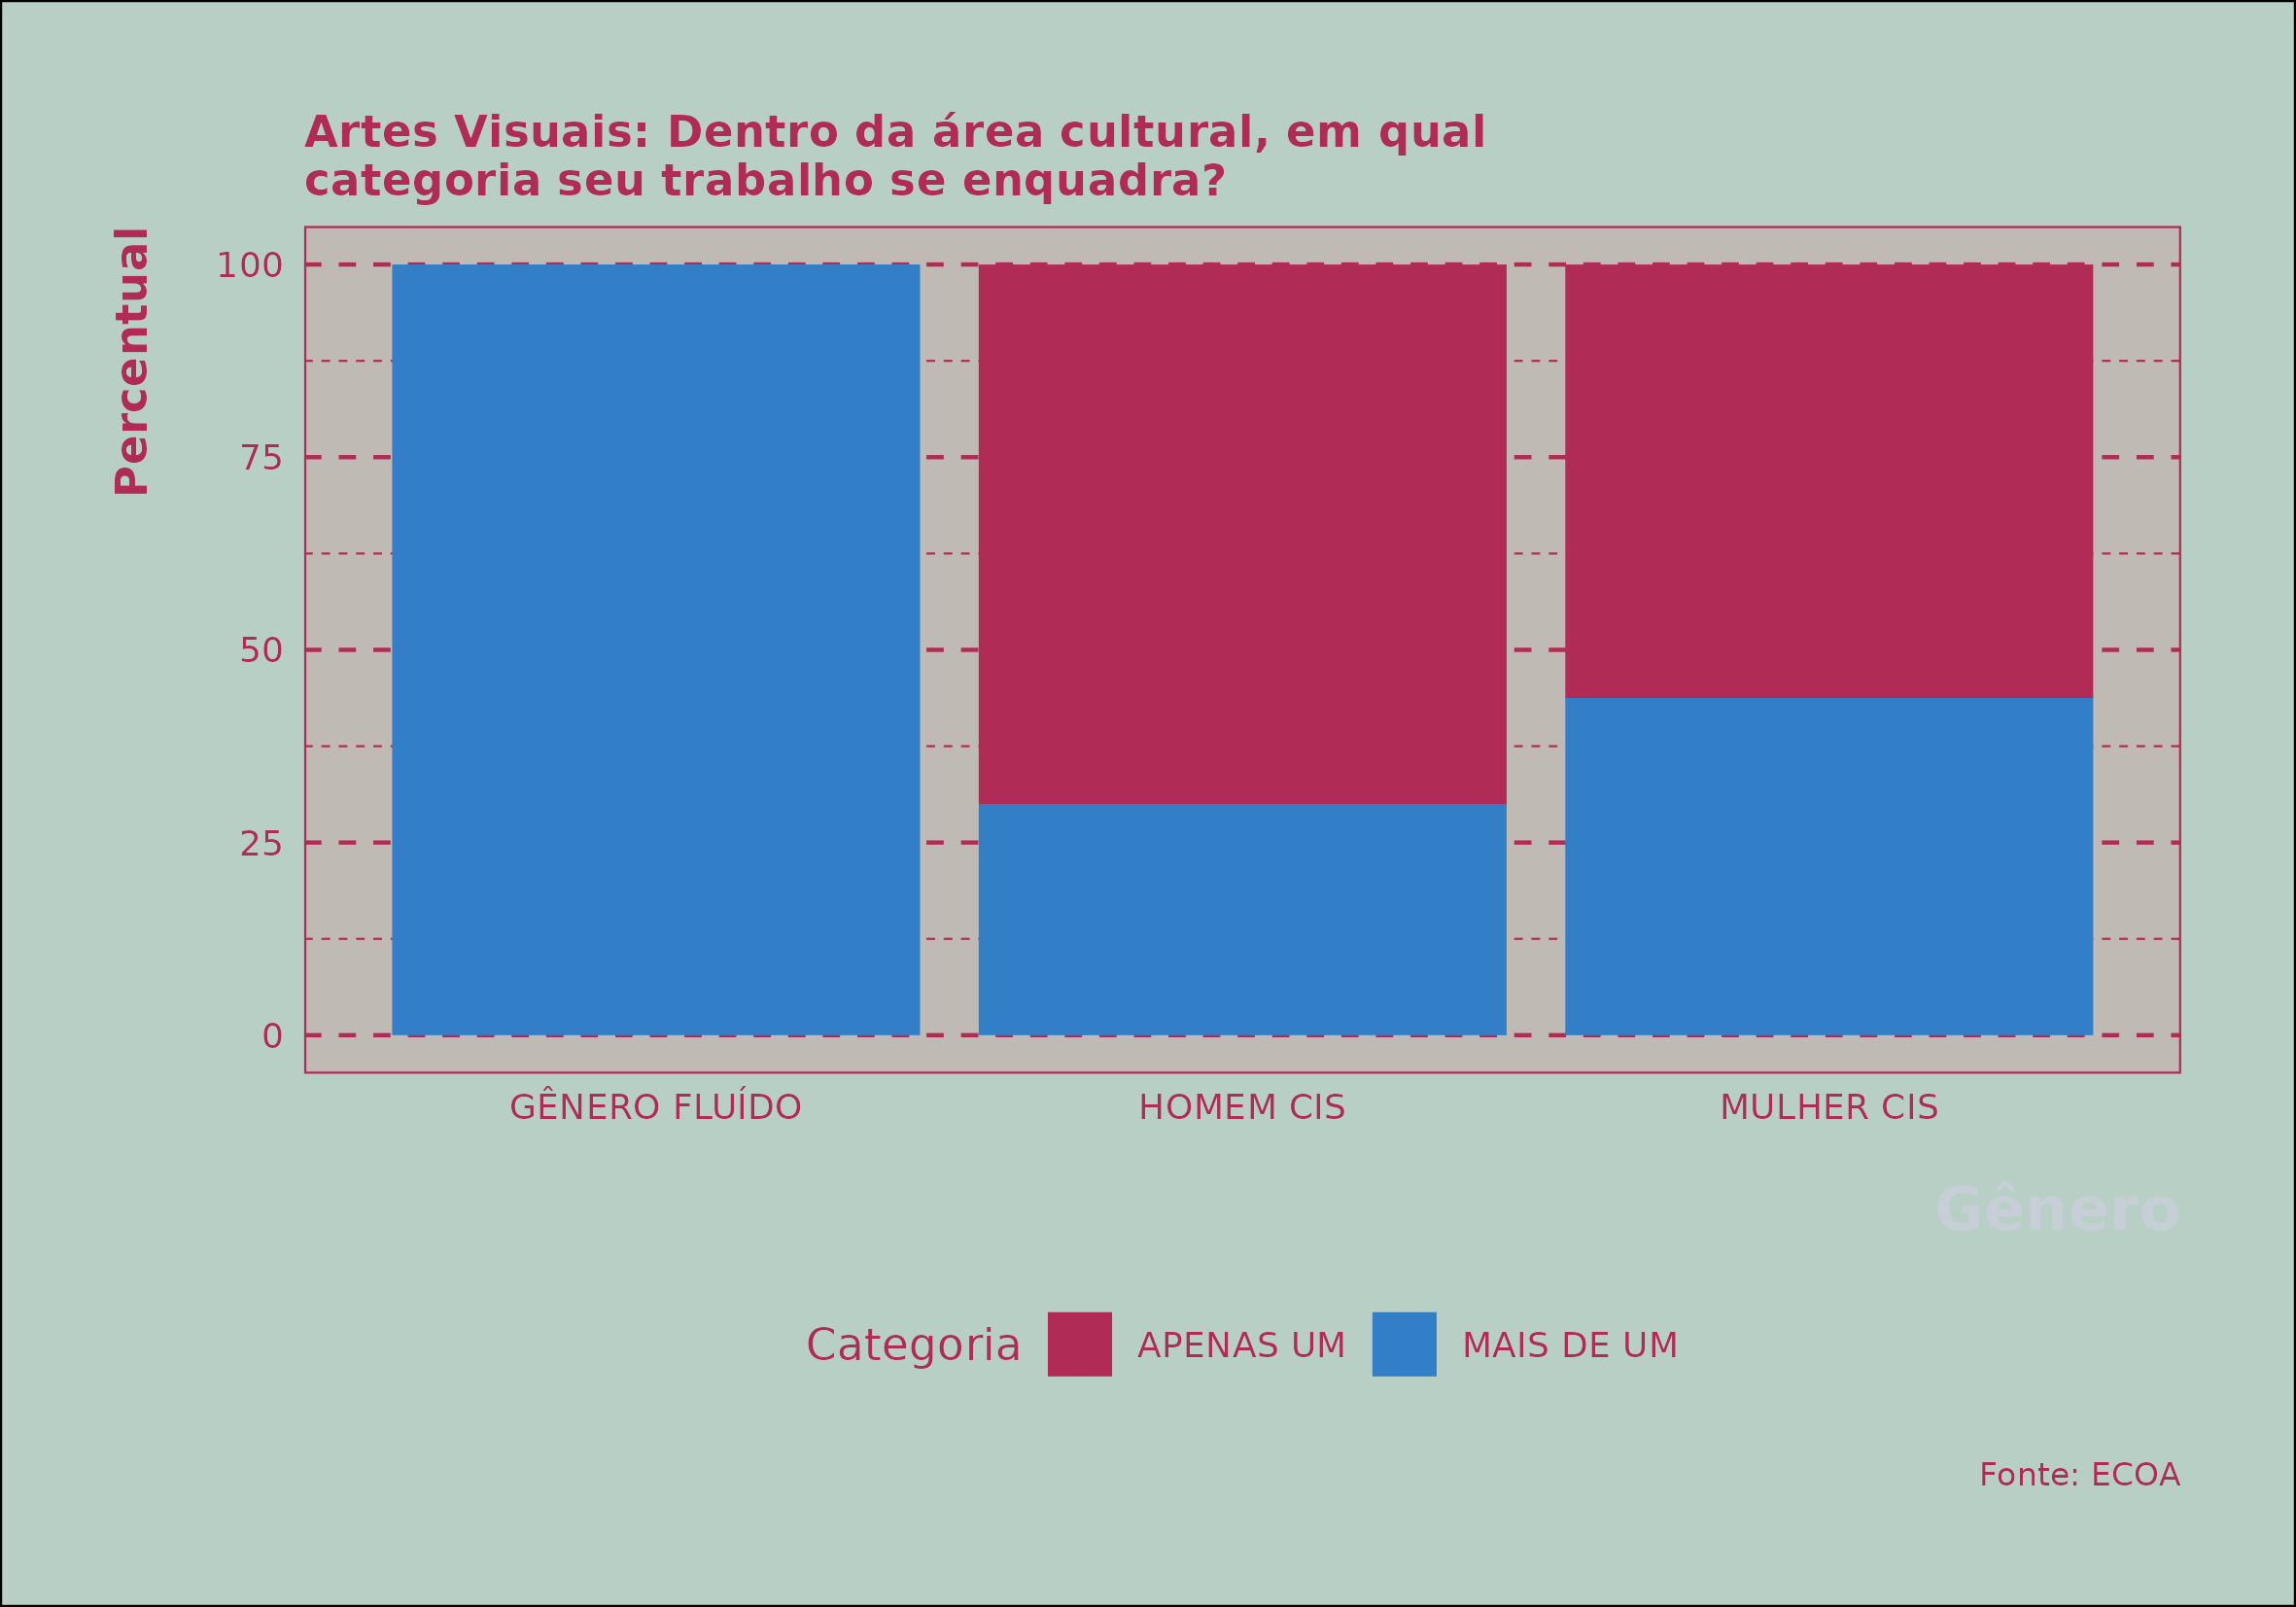 Artes Visuais: Dentro da área cultural, em qual
categoria seu trabalho se enquadra?
Percentual
100
75
50
25
0
GÊNERO FLUÍDO
HOMEM CIS
MULHER CIS
Gênero
Categoria
APENAS UM
MAIS DE UM
Fonte: ECOA